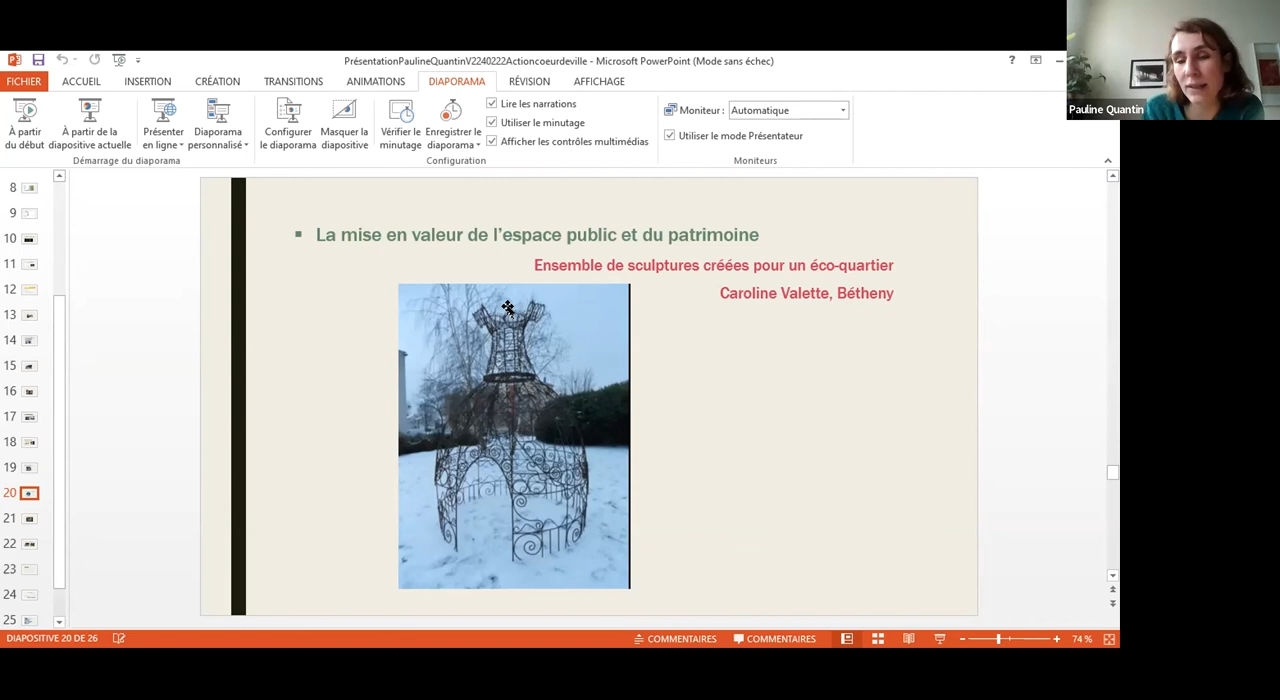 PrésentationPaulineQuantinV2240222Actioncoeurdeville - Microsoft PowerPoint (Mode sans échec)
FICHIER ACCUEIL INSERTION CRÉATION TRANSITIONS ANIMATIONS DIAPORAMA RÉVISION AFFICHAGE
À partir du début
À partir de la diapositive actuelle
Présenter en ligne
Diaporama personnalisé
Démarrage du diaporama
Configurer le diaporama
Masquer la diapositive
Vérifier le minutage
Enregistrer le diaporama
Lire les narrations
Utiliser le minutage
Afficher les contrôles multimédias
Configuration
Moniteur : Automatique
Utiliser le mode Présentateur
Moniteurs
Pauline Quantin
8
9
10
11
12
13
14
15
16
17
18
19
20
21
22
23
24
25
La mise en valeur de l'espace public et du patrimoine
Ensemble de sculptures créées pour un éco-quartier
Caroline Valette, Bétheny
DIAPOSITIVE 20 DE 26
COMMENTAIRES
COMMENTAIRES
74 %